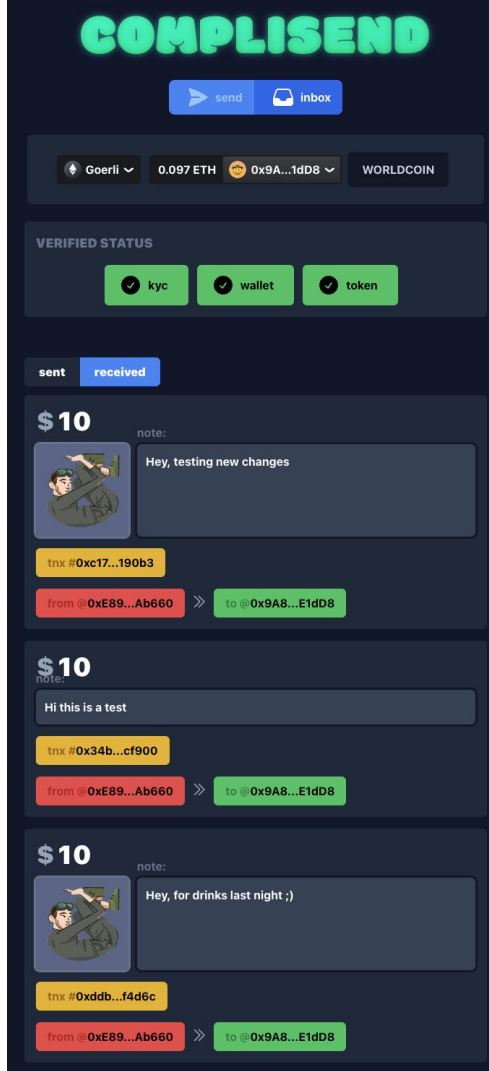 COMPLISEND
send inbox
Goerli 0.097 ETH 0x9A...1dD8 WORLDCOIN
VERIFIED STATUS
kyc wallet token
sent received
$10
note:
Hey, testing new changes
tnx #0xc17...190b3
from @0xE89...Ab660 to @0x9A8...E1dD8
$10
note:
Hi this is a test
tnx #0x34b...cf900
from @0xE89...Ab660 to @0x9A8...E1dD8
$10
note:
Hey, for drinks last night ;)
tnx #0xddb...f4d6c
from @0xE89...Ab660 to @0x9A8...E1dD8